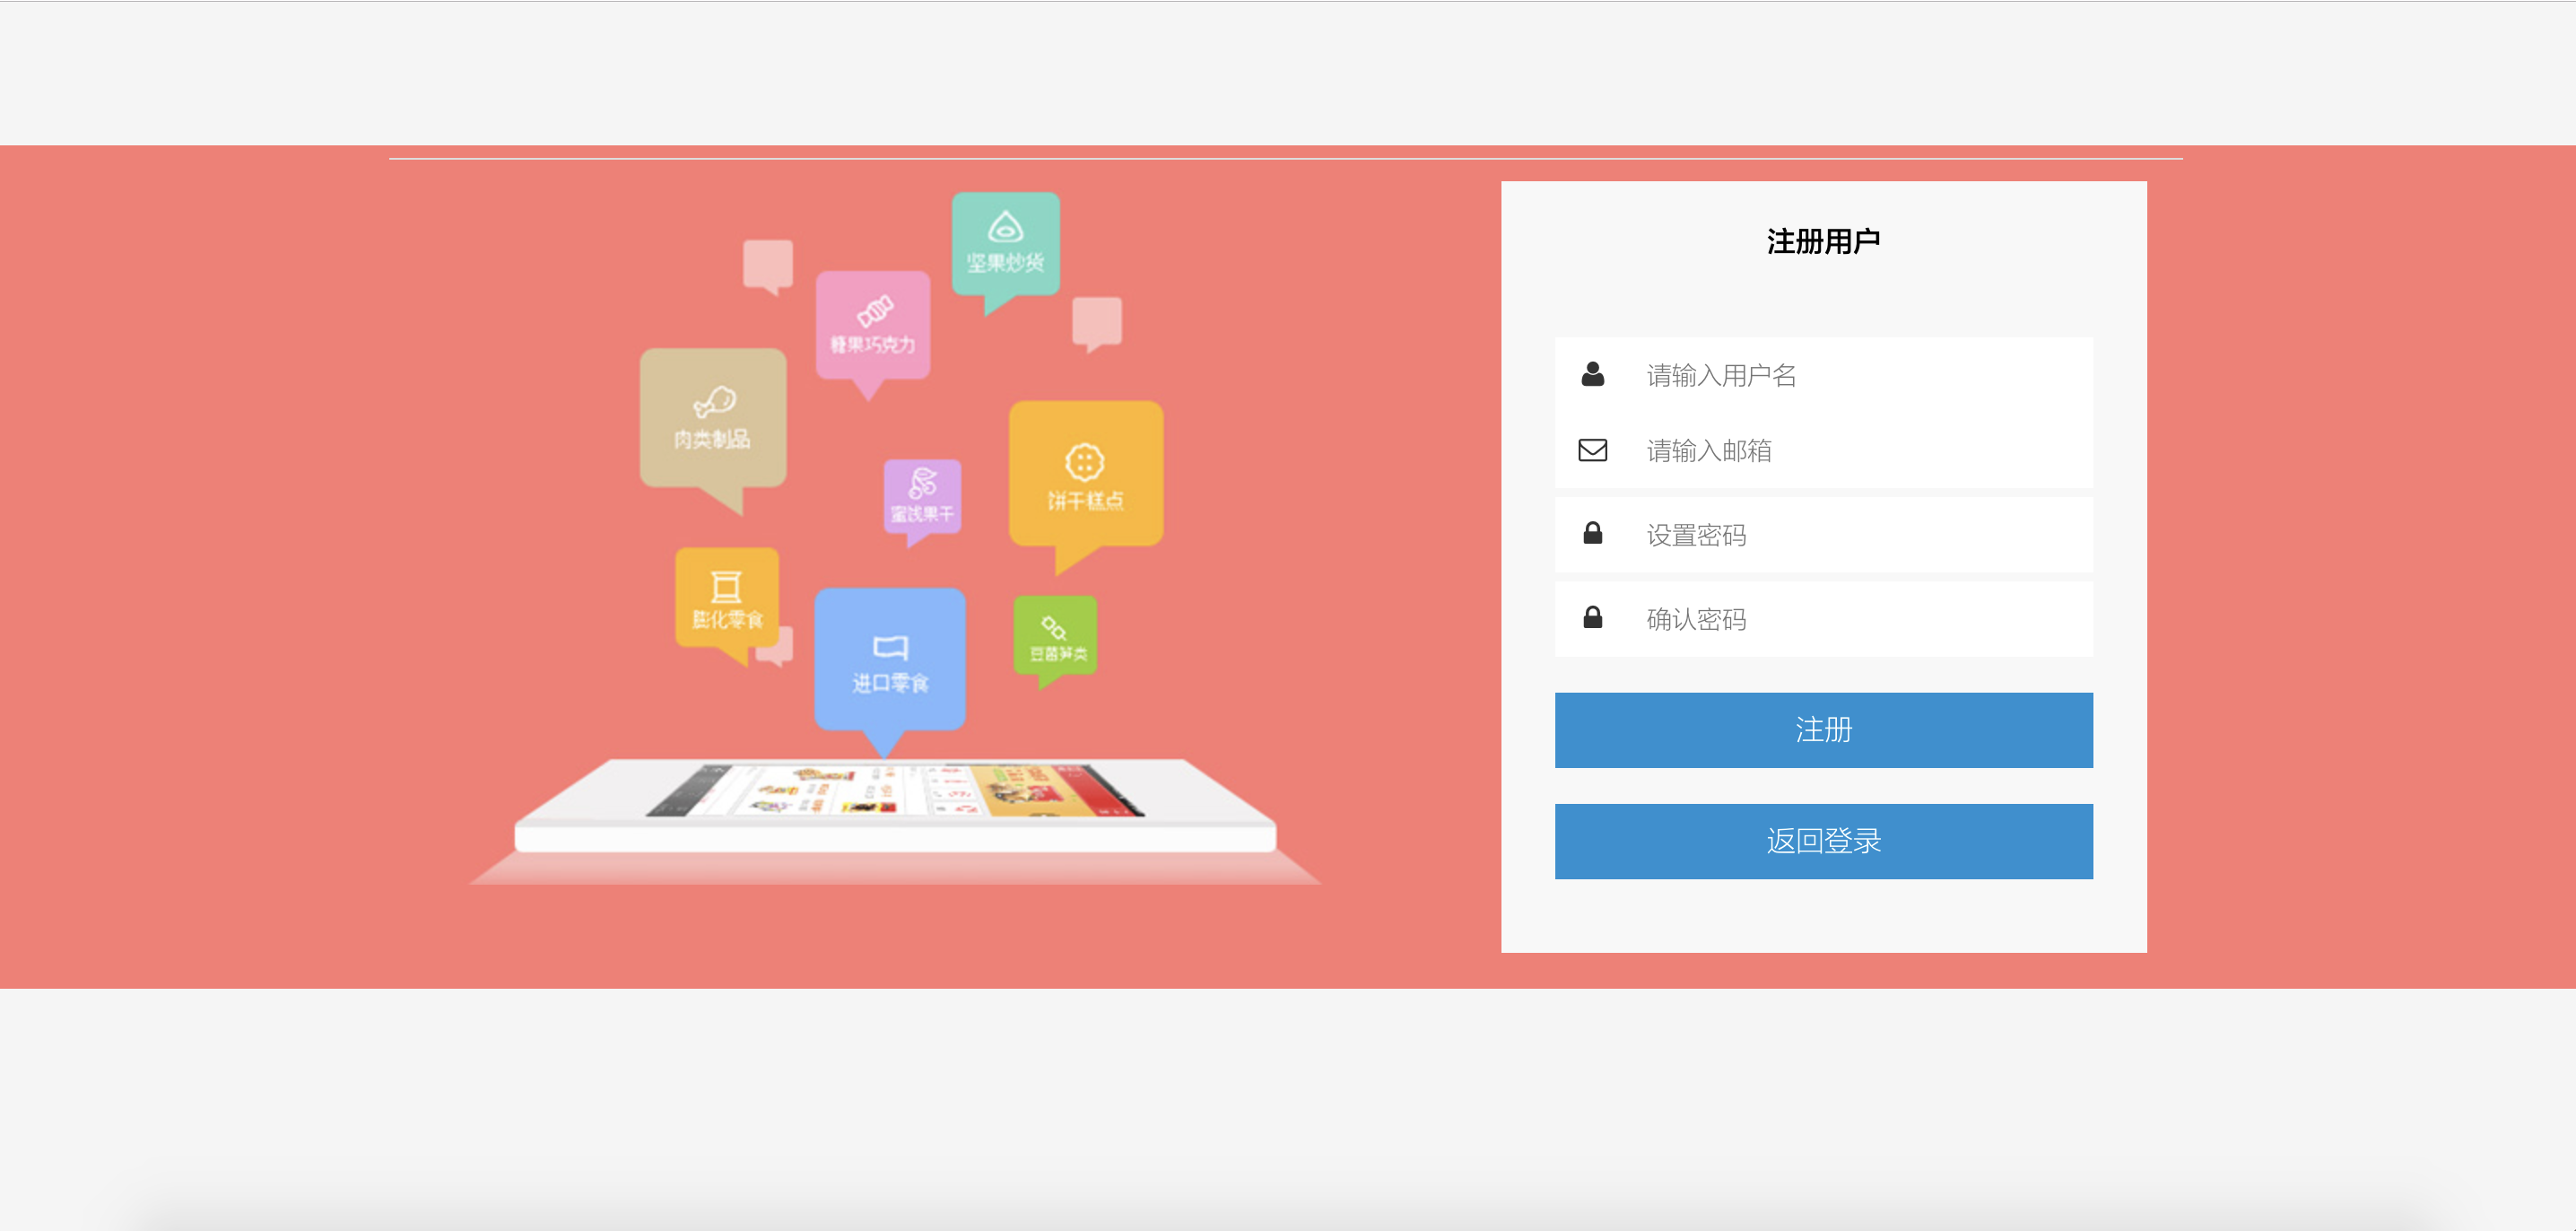 坚果炒货
糖果巧克力
肉类制品
饼干糕点
蜜饯果干
膨化零食
豆菌笋类
进口零食
注册用户
请输入用户名
请输入邮箱
设置密码
确认密码
注册
返回登录